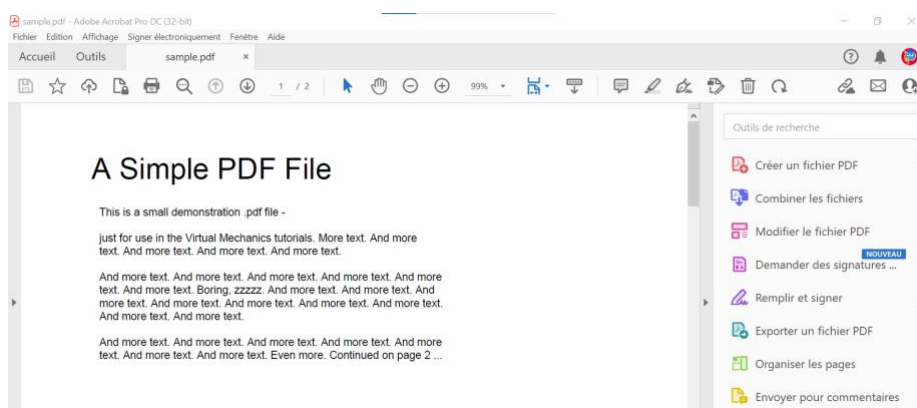 sample.pdf - Adobe Acrobat Pro DC (32-bit)
Fichier Edition Affichage Signer électroniquement Fenêtre Aide
Accueil Outils sample.pdf ×
1 / 2 99%
Outils de recherche
A Simple PDF File
This is a small demonstration .pdf file -
just for use in the Virtual Mechanics tutorials. More text. And more
text. And more text. And more text. And more text.
And more text. And more text. And more text. And more text. And more
text. And more text. Boring, zzzzz. And more text. And more text. And
more text. And more text. And more text. And more text. And more text.
And more text. And more text.
And more text. And more text. And more text. And more text. And more
text. And more text. And more text. Even more. Continued on page 2 ...
Créer un fichier PDF
Combiner les fichiers
Modifier le fichier PDF
NOUVEAU
Demander des signatures ...
Remplir et signer
Exporter un fichier PDF
Organiser les pages
Envoyer pour commentaires